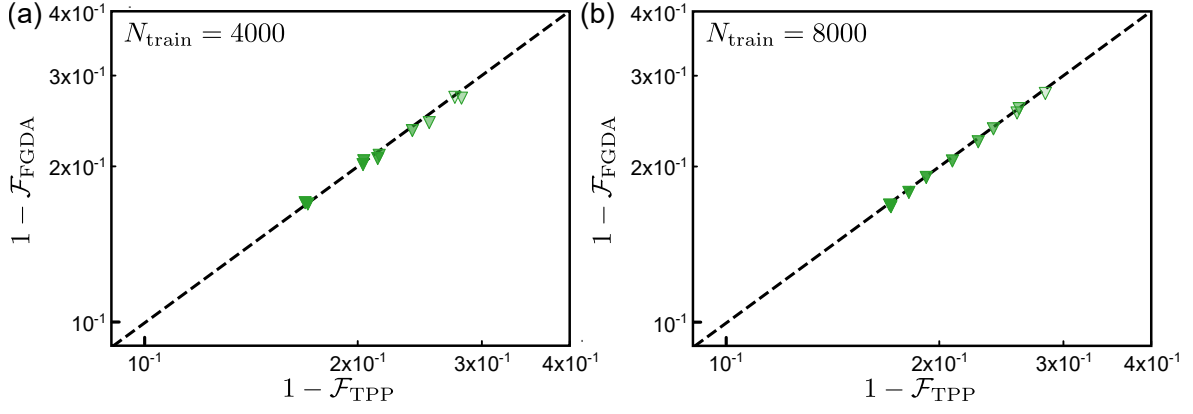 (a)
N_train = 4000
4x10⁻¹
3x10⁻¹
2x10⁻¹
10⁻¹
1 − 𝓕_FGDA
10⁻¹ 2x10⁻¹ 3x10⁻¹ 4x10⁻¹
1 − 𝓕_TPP
(b)
N_train = 8000
4x10⁻¹
3x10⁻¹
2x10⁻¹
10⁻¹
1 − 𝓕_FGDA
10⁻¹ 2x10⁻¹ 3x10⁻¹ 4x10⁻¹
1 − 𝓕_TPP